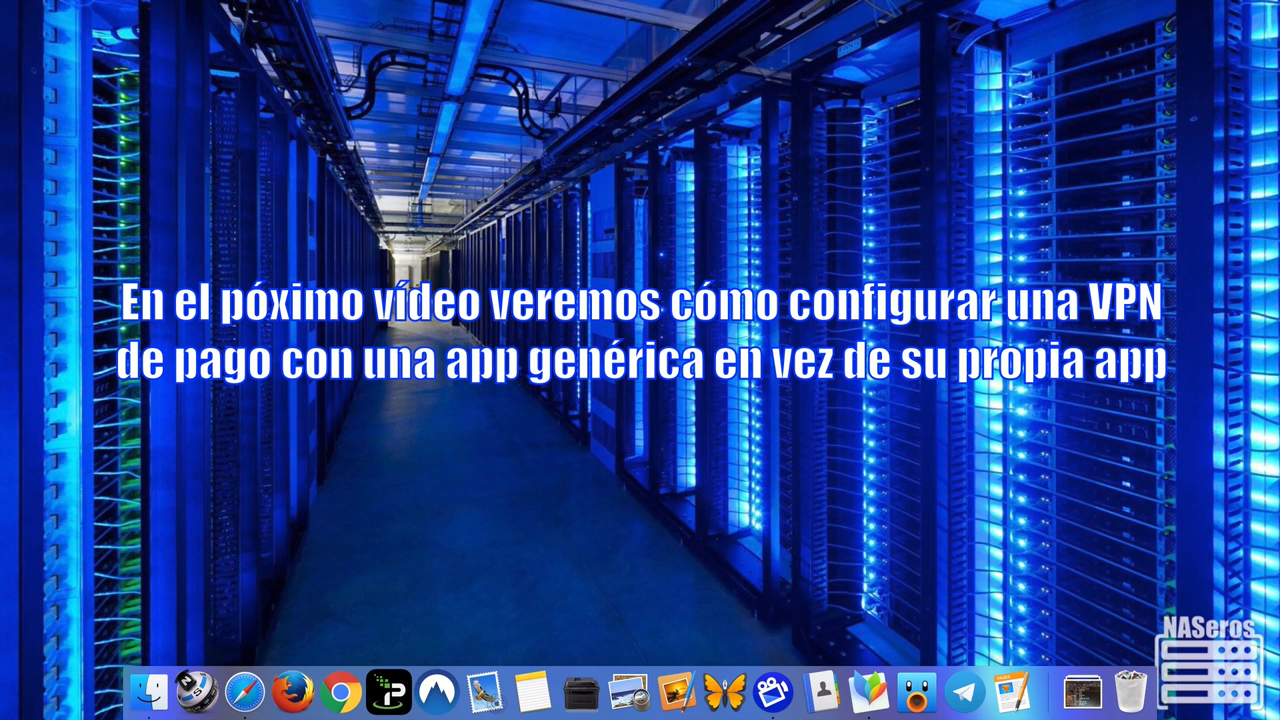 En el póximo vídeo veremos cómo configurar una VPN
de pago con una app genérica en vez de su propia app
NASeros